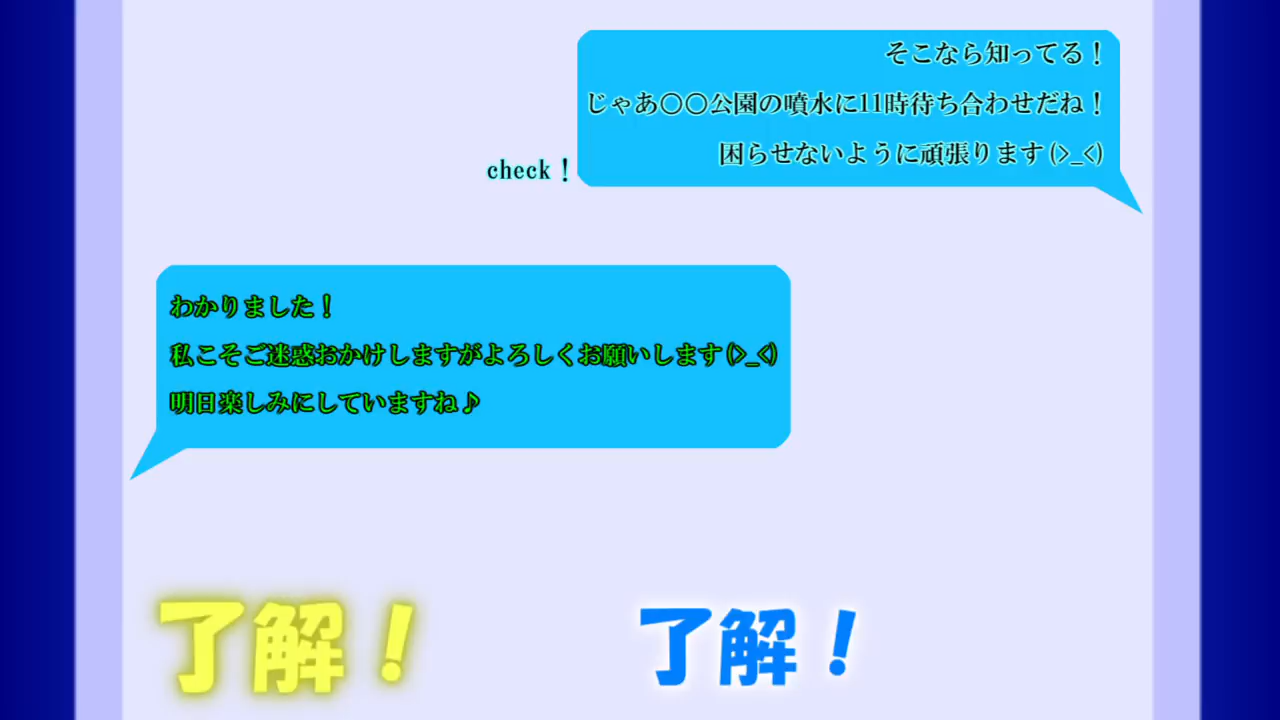 そこなら知ってる！
じゃあ〇〇公園の噴水に11時待ち合わせだね！
困らせないように頑張ります(>_<)
check！
わかりました！
私こそご迷惑おかけしますがよろしくお願いします(>_<)
明日楽しみにしていますね♪
了解！
了解！